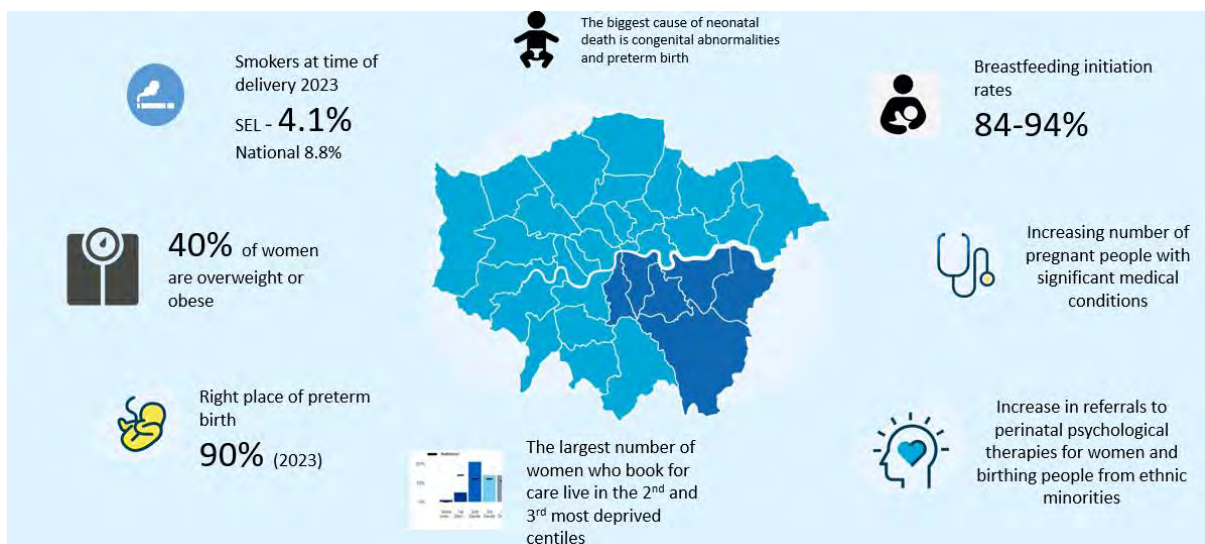 The biggest cause of neonatal
death is congenital abnormalities
and preterm birth
Smokers at time of
delivery 2023
SEL - 4.1%
National 8.8%
Breastfeeding initiation
rates
84-94%
40% of women
are overweight or
obese
Increasing number of
pregnant people with
significant medical
conditions
Right place of preterm
birth
90% (2023)
The largest number of
women who book for
care live in the 2nd and
3rd most deprived
centiles
Increase in referrals to
perinatal psychological
therapies for women and
birthing people from ethnic
minorities